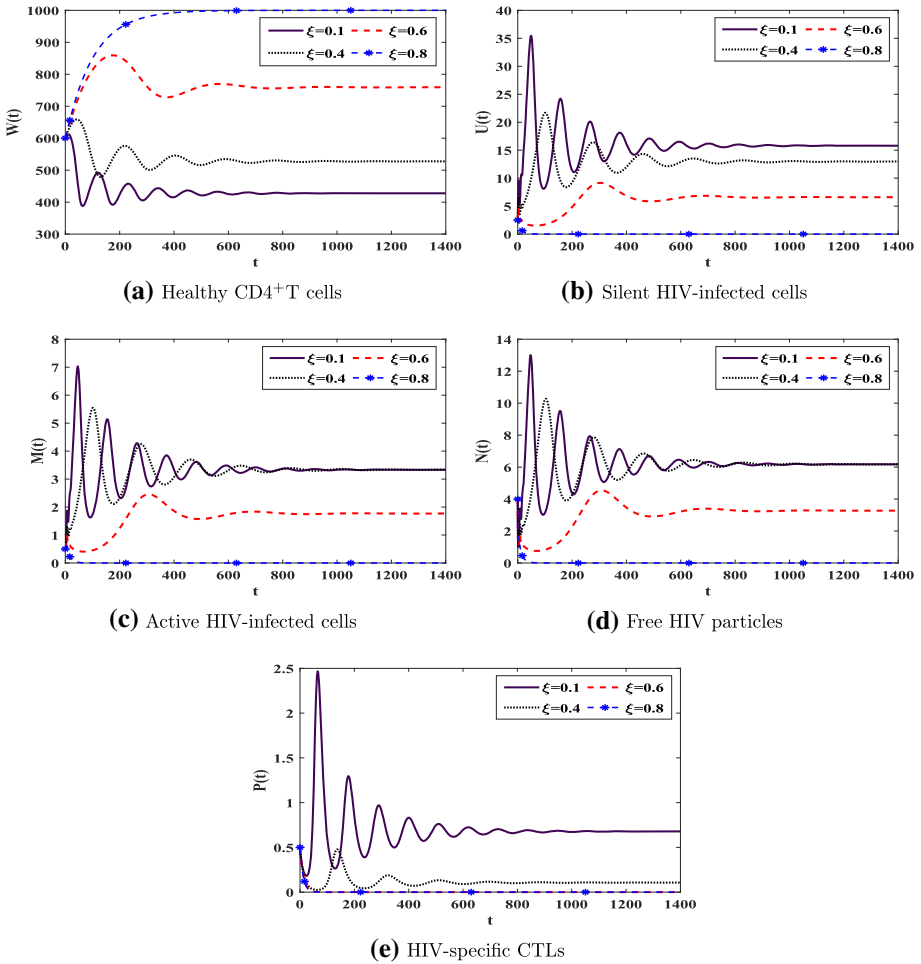 1000
900
800
700
600
500
400
300
W(t)
0 200 400 600 800 1000 1200 1400
t
ξ=0.1 ξ=0.6
ξ=0.4 ξ=0.8
(a) Healthy CD4+T cells
40
35
30
25
20
15
10
5
0
U(t)
0 200 400 600 800 1000 1200 1400
t
ξ=0.1 ξ=0.6
ξ=0.4 ξ=0.8
(b) Silent HIV-infected cells
8
7
6
5
4
3
2
1
0
M(t)
0 200 400 600 800 1000 1200 1400
t
ξ=0.1 ξ=0.6
ξ=0.4 ξ=0.8
(c) Active HIV-infected cells
14
12
10
8
6
4
2
0
N(t)
0 200 400 600 800 1000 1200 1400
t
ξ=0.1 ξ=0.6
ξ=0.4 ξ=0.8
(d) Free HIV particles
2.5
2
1.5
1
0.5
0
P(t)
0 200 400 600 800 1000 1200 1400
t
ξ=0.1 ξ=0.6
ξ=0.4 ξ=0.8
(e) HIV-specific CTLs